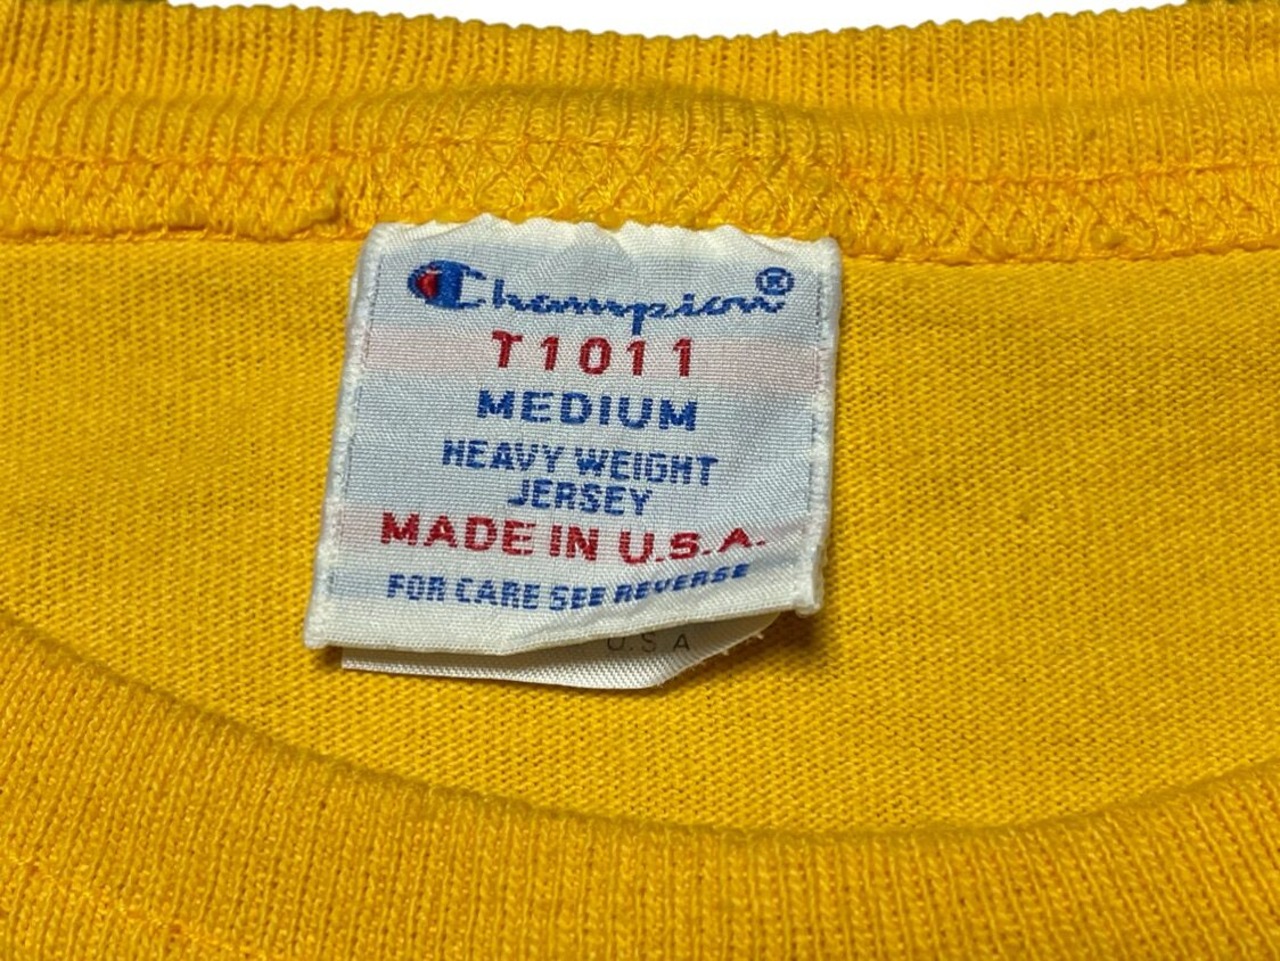 Champion®
T1011
MEDIUM
HEAVY WEIGHT
JERSEY
MADE IN U.S.A.
FOR CARE SEE REVERSE
U.S A